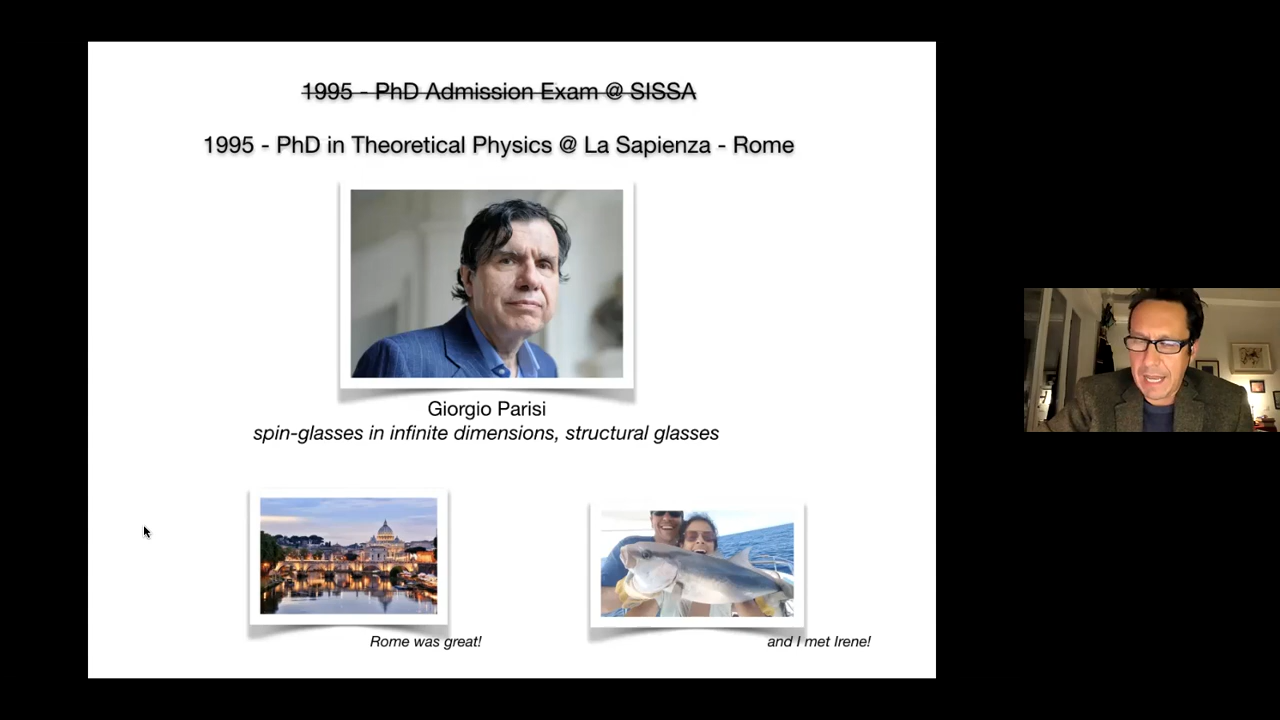 1995 - PhD Admission Exam @ SISSA
1995 - PhD in Theoretical Physics @ La Sapienza - Rome
Giorgio Parisi
spin-glasses in infinite dimensions, structural glasses
Rome was great!
and I met Irene!